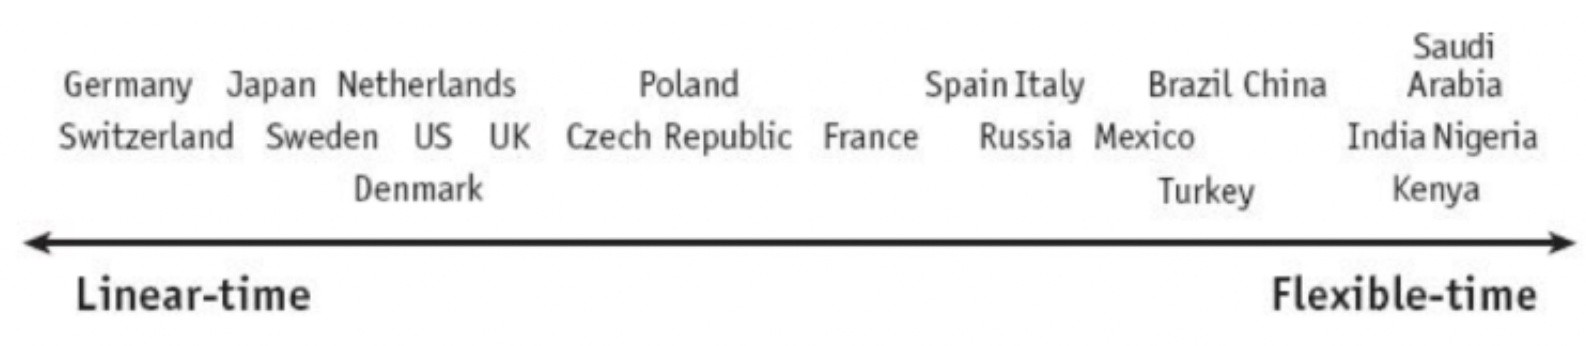 Saudi
Germany Japan Netherlands Poland Spain Italy Brazil China Arabia
Switzerland Sweden US UK Czech Republic France Russia Mexico India Nigeria
Denmark Turkey Kenya
Linear-time Flexible-time